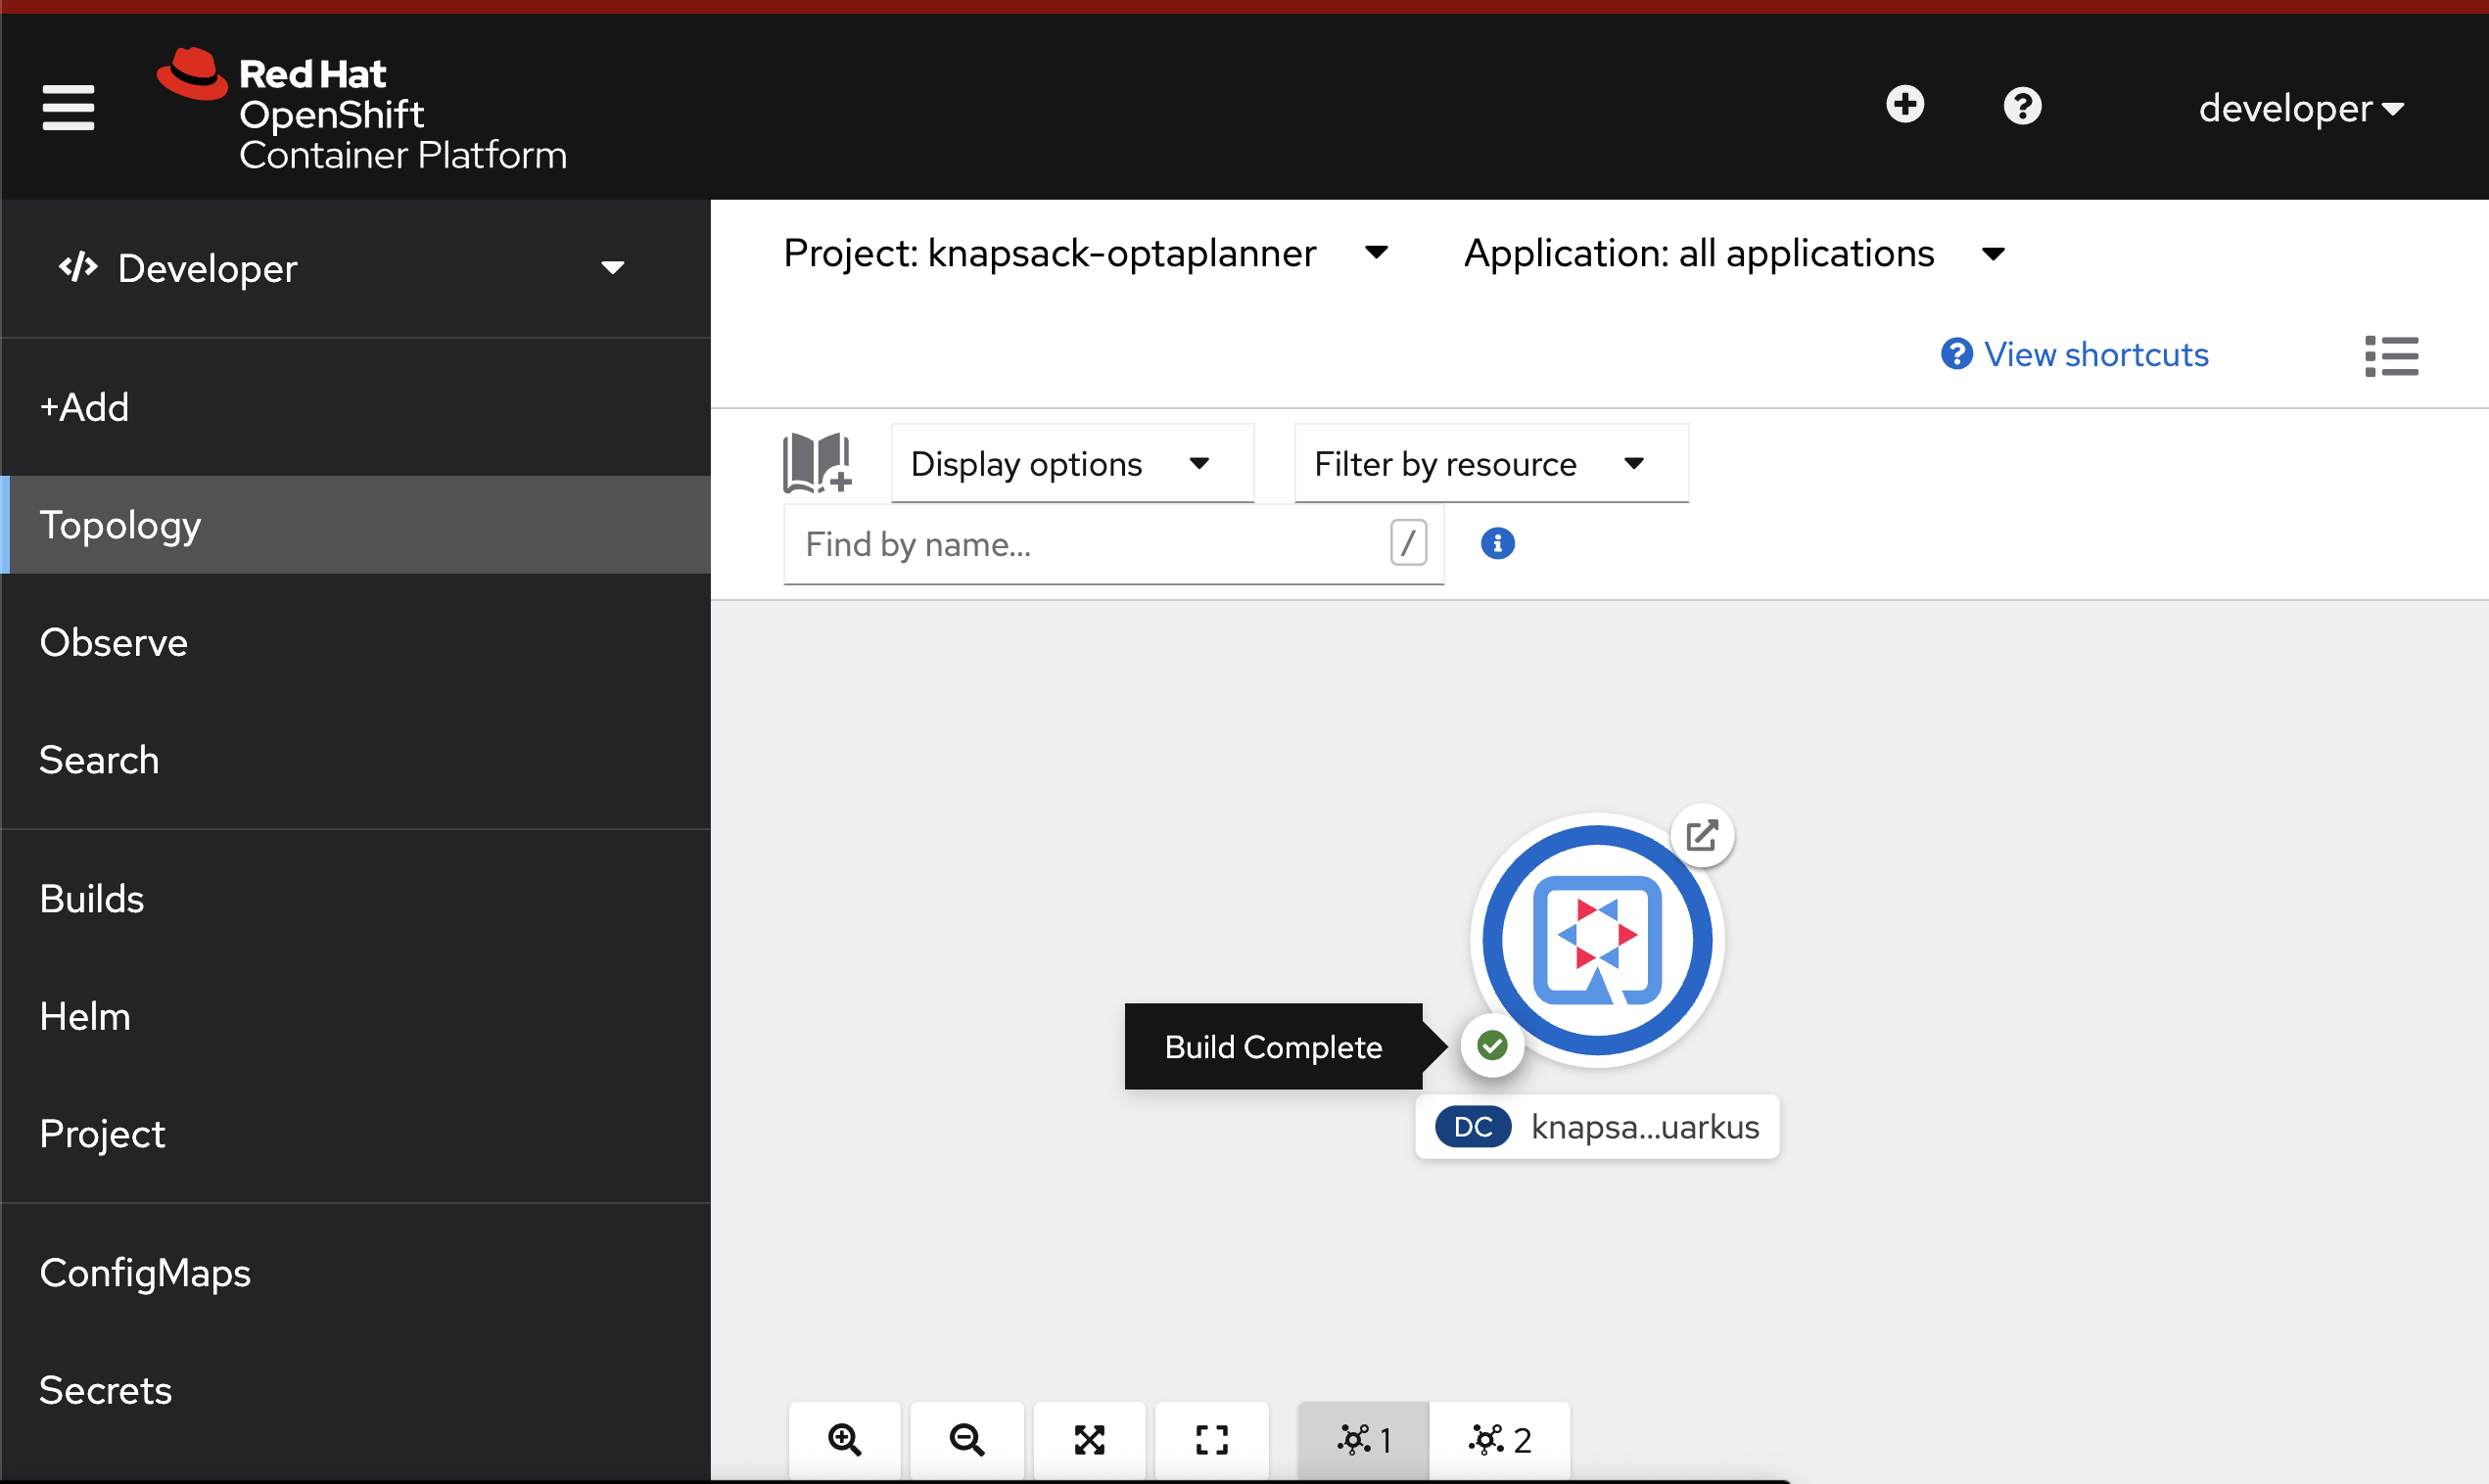 Red Hat
OpenShift
Container Platform
developer
</> Developer
+Add
Topology
Observe
Search
Builds
Helm
Project
ConfigMaps
Secrets
Project: knapsack-optaplanner
Application: all applications
View shortcuts
Display options
Filter by resource
Find by name...
/
Build Complete
DC knapsa...uarkus
1
2